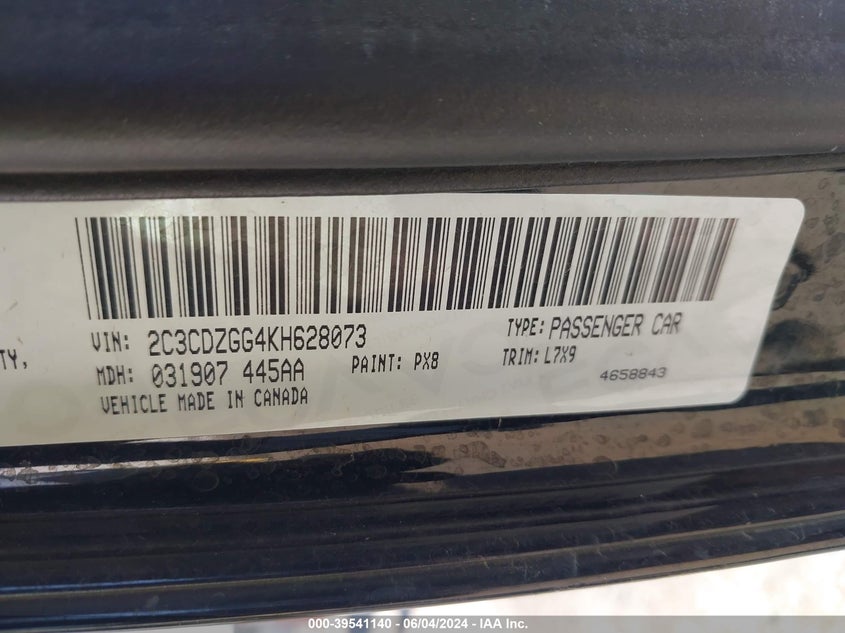 VIN: 2C3CDZGG4KH628073 TYPE: PASSENGER CAR
TY, MDH: 031907 445AA PAINT: PX8 TRIM: L7X9
VEHICLE MADE IN CANADA 4658843
000-39541140 - 06/04/2024 - IAA Inc.